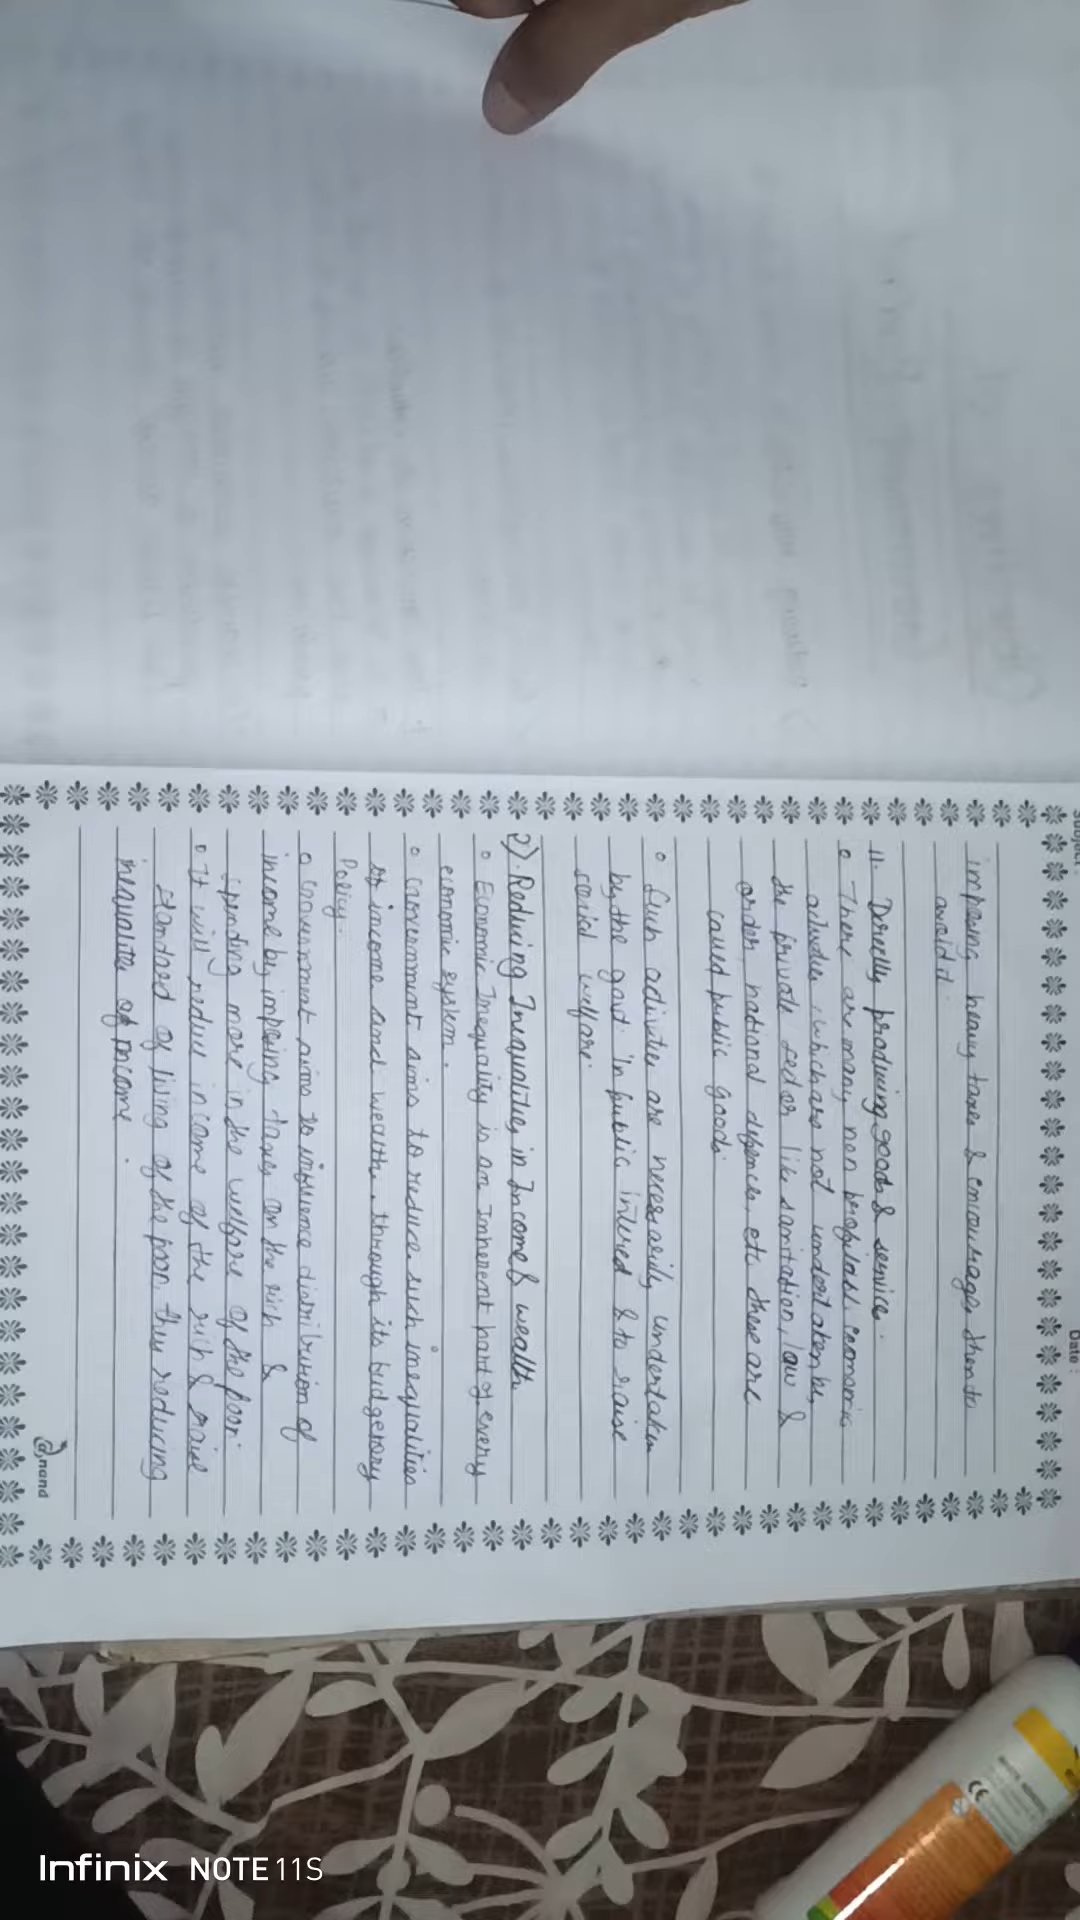 Subject :
Date :
imposing heavy taxes & encourages them to
avoid it.
II. Directly producing goods & service.
There are many non profitable economic
activities which are not undertaken by
the private sector like sanitation, law &
order, national defence, etc these are
called public goods.
Such activities are necessarily undertaken
by the govt in public interest & to raise
social welfare.
2) Reducing Inequalities in Income & wealth
Economic Inequality is an Inherent part of every
economic system.
Government aims to reduce such inequalities
of income and wealth, through its budgetary
Policy.
Government aims to influence distribution of
income by imposing taxes on the rich &
spending more in the welfare of the poor.
It will reduce income of the rich & raise
standard of living of the poor, thus reducing
inequalities of income.
Anand
Infinix NOTE 11S